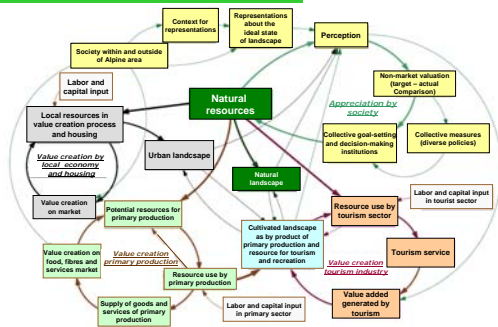 Context for
representations
Representations
about the
ideal state
of landscape
Perception
Society within and outside
of Alpine area
Non-market valuation
(target – actual
Comparison)
Labor and
capital input
Natural
resources
Appreciation by
society
Local resources in
value creation process
and housing
Collective goal-setting
and decision-making
institutions
Collective measures
(diverse policies)
Urban landscape
Value creation by
local economy
and housing
Natural
landscape
Value creation
on market
Potential resources for
primary production
Resource use by
tourism sector
Labor and capital input
in tourist sector
Cultivated landscape
as by product of
primary production and
resource for tourism
and recreation
Value creation on
food, fibres and
services market
Value creation
primary production
Value creation
tourism industry
Tourism service
Resource use by
primary production
Supply of goods and
services of primary
production
Labor and capital input
in primary sector
Value added
generated by
tourism